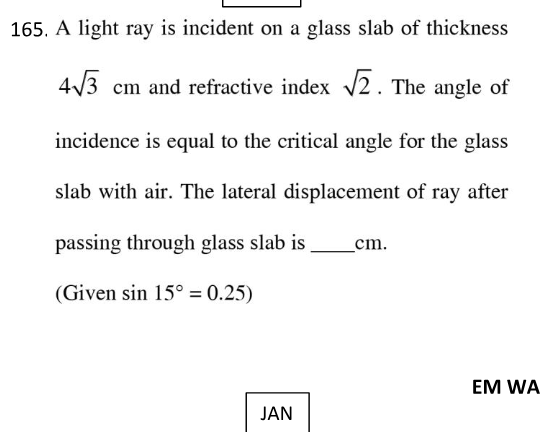 165. A light ray is incident on a glass slab of thickness
4√3 cm and refractive index √2. The angle of
incidence is equal to the critical angle for the glass
slab with air. The lateral displacement of ray after
passing through glass slab is ____cm.
(Given sin 15° = 0.25)
EM WA
JAN